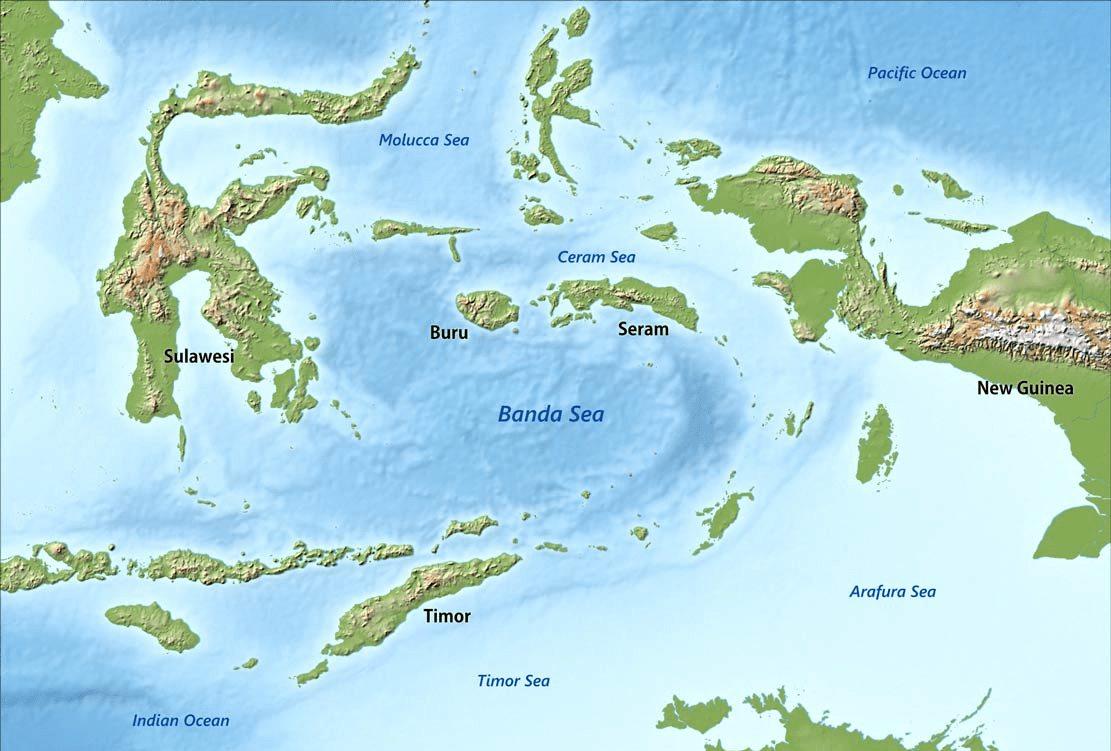 Pacific Ocean
Molucca Sea
Ceram Sea
Buru
Seram
Sulawesi
New Guinea
Banda Sea
Arafura Sea
Timor
Timor Sea
Indian Ocean